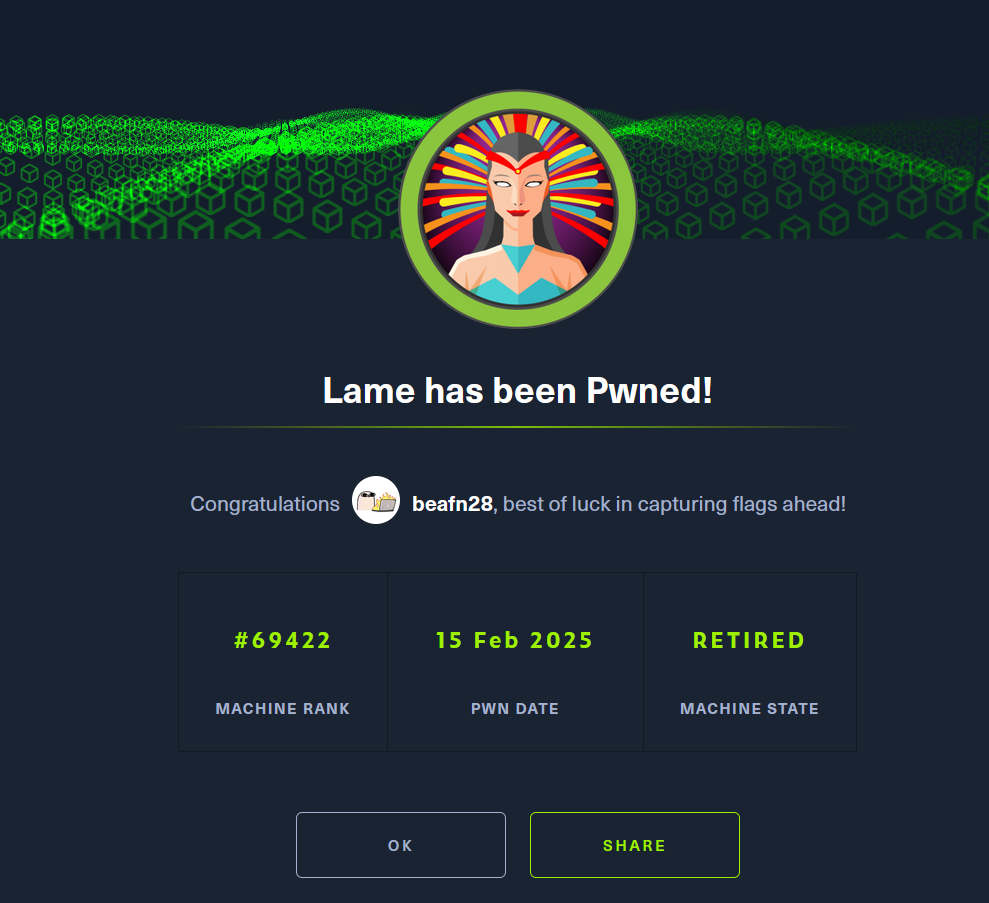 Lame has been Pwned!
Congratulations beafn28, best of luck in capturing flags ahead!
#69422 15 Feb 2025 RETIRED
MACHINE RANK PWN DATE MACHINE STATE
OK SHARE